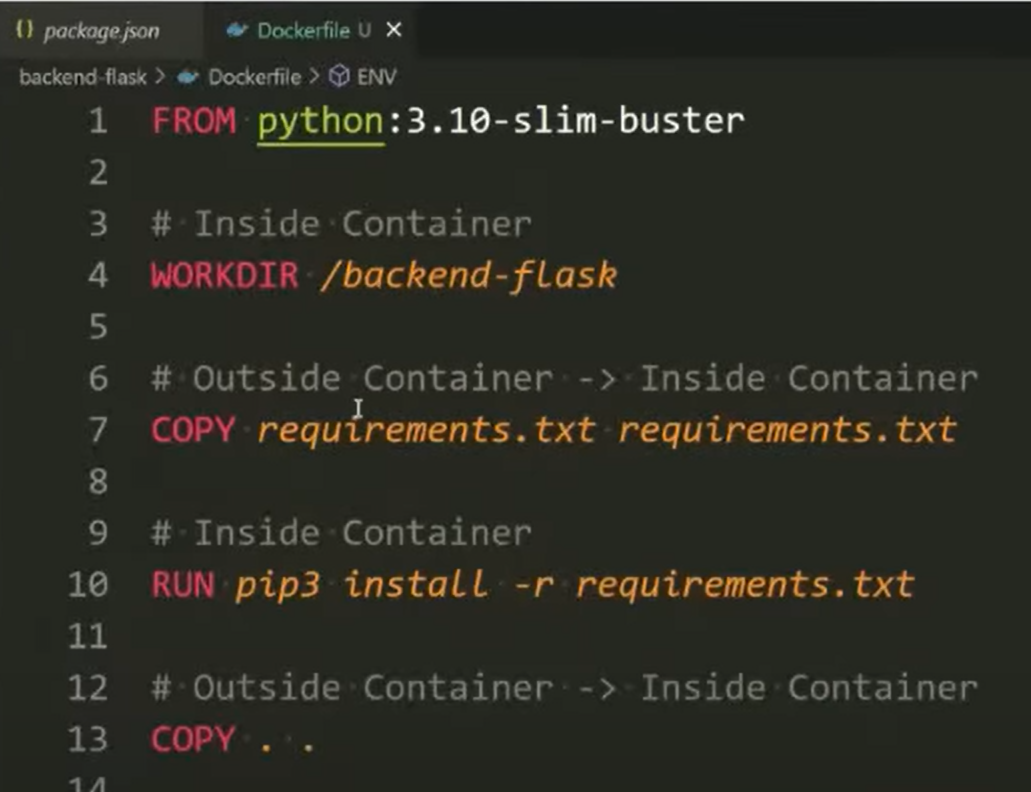 {} package.json Dockerfile U ×
backend-flask > Dockerfile > ENV
1 FROM python:3.10-slim-buster
2
3 # Inside Container
4 WORKDIR /backend-flask
5
6 # Outside Container -> Inside Container
7 COPY requirements.txt requirements.txt
8
9 # Inside Container
10 RUN pip3 install -r requirements.txt
11
12 # Outside Container -> Inside Container
13 COPY . .
14